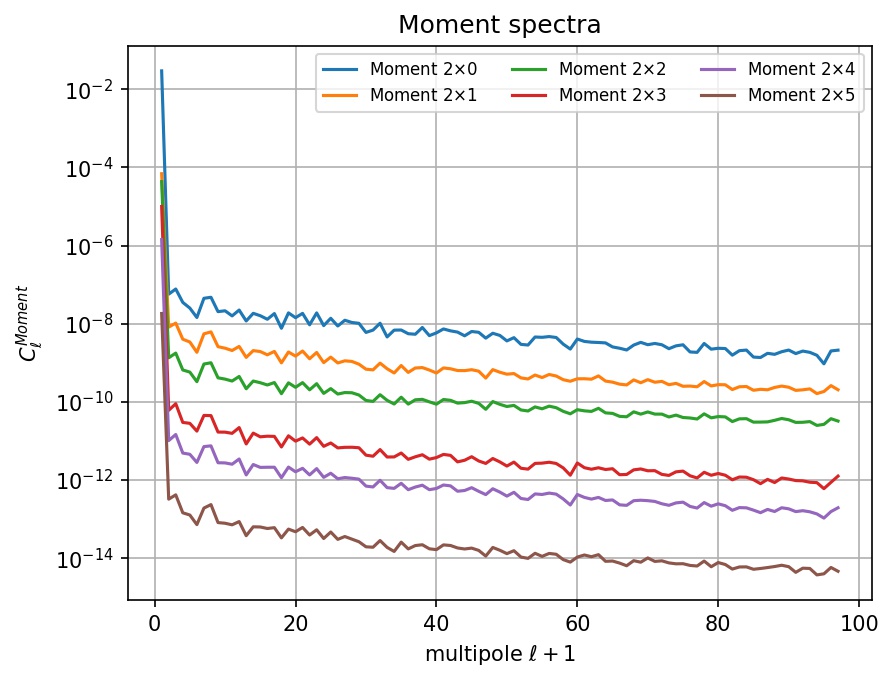 Moment spectra
Moment 2×0
Moment 2×1
Moment 2×2
Moment 2×3
Moment 2×4
Moment 2×5
10⁻²
10⁻⁴
10⁻⁶
10⁻⁸
10⁻¹⁰
10⁻¹²
10⁻¹⁴
C_ℓ^Moment
0 20 40 60 80 100
multipole ℓ + 1